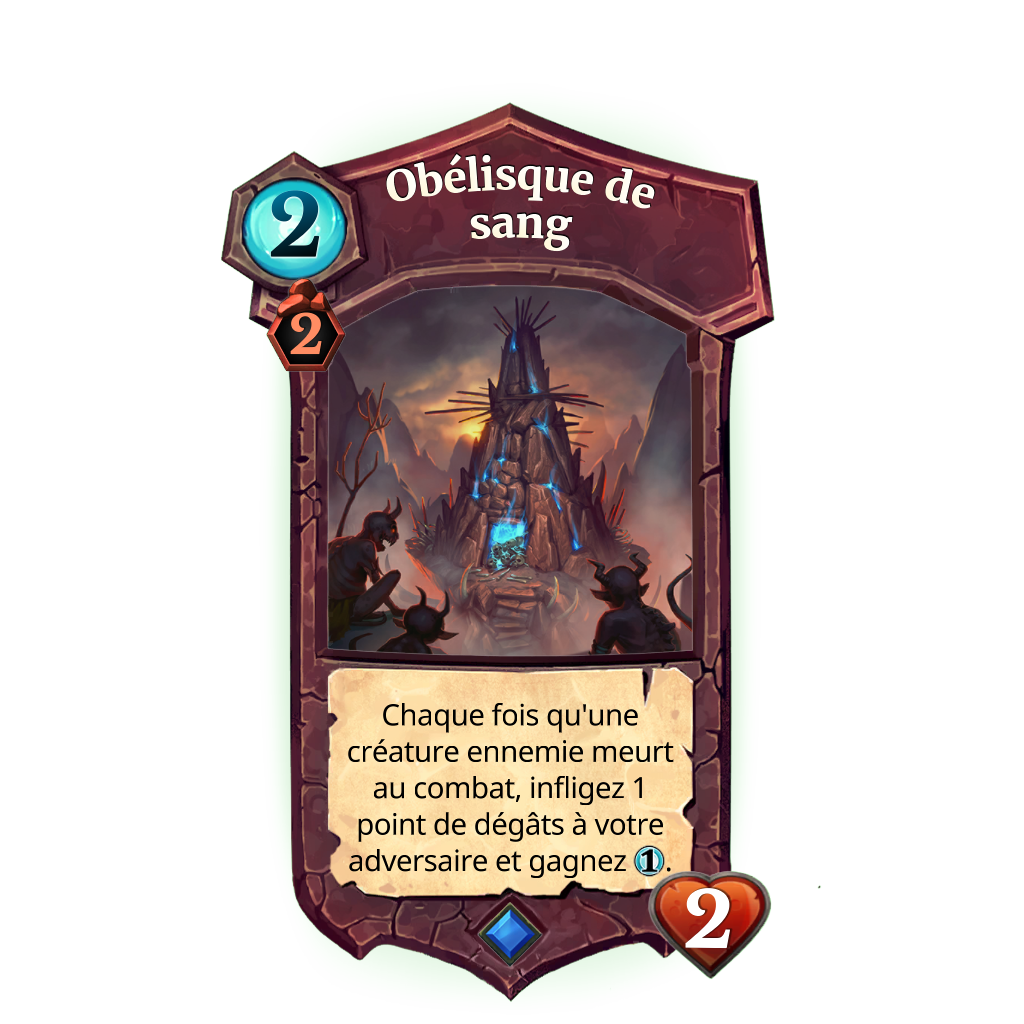 2
Obélisque de
sang
2
Chaque fois qu'une
créature ennemie meurt
au combat, infligez 1
point de dégâts à votre
adversaire et gagnez 1.
2